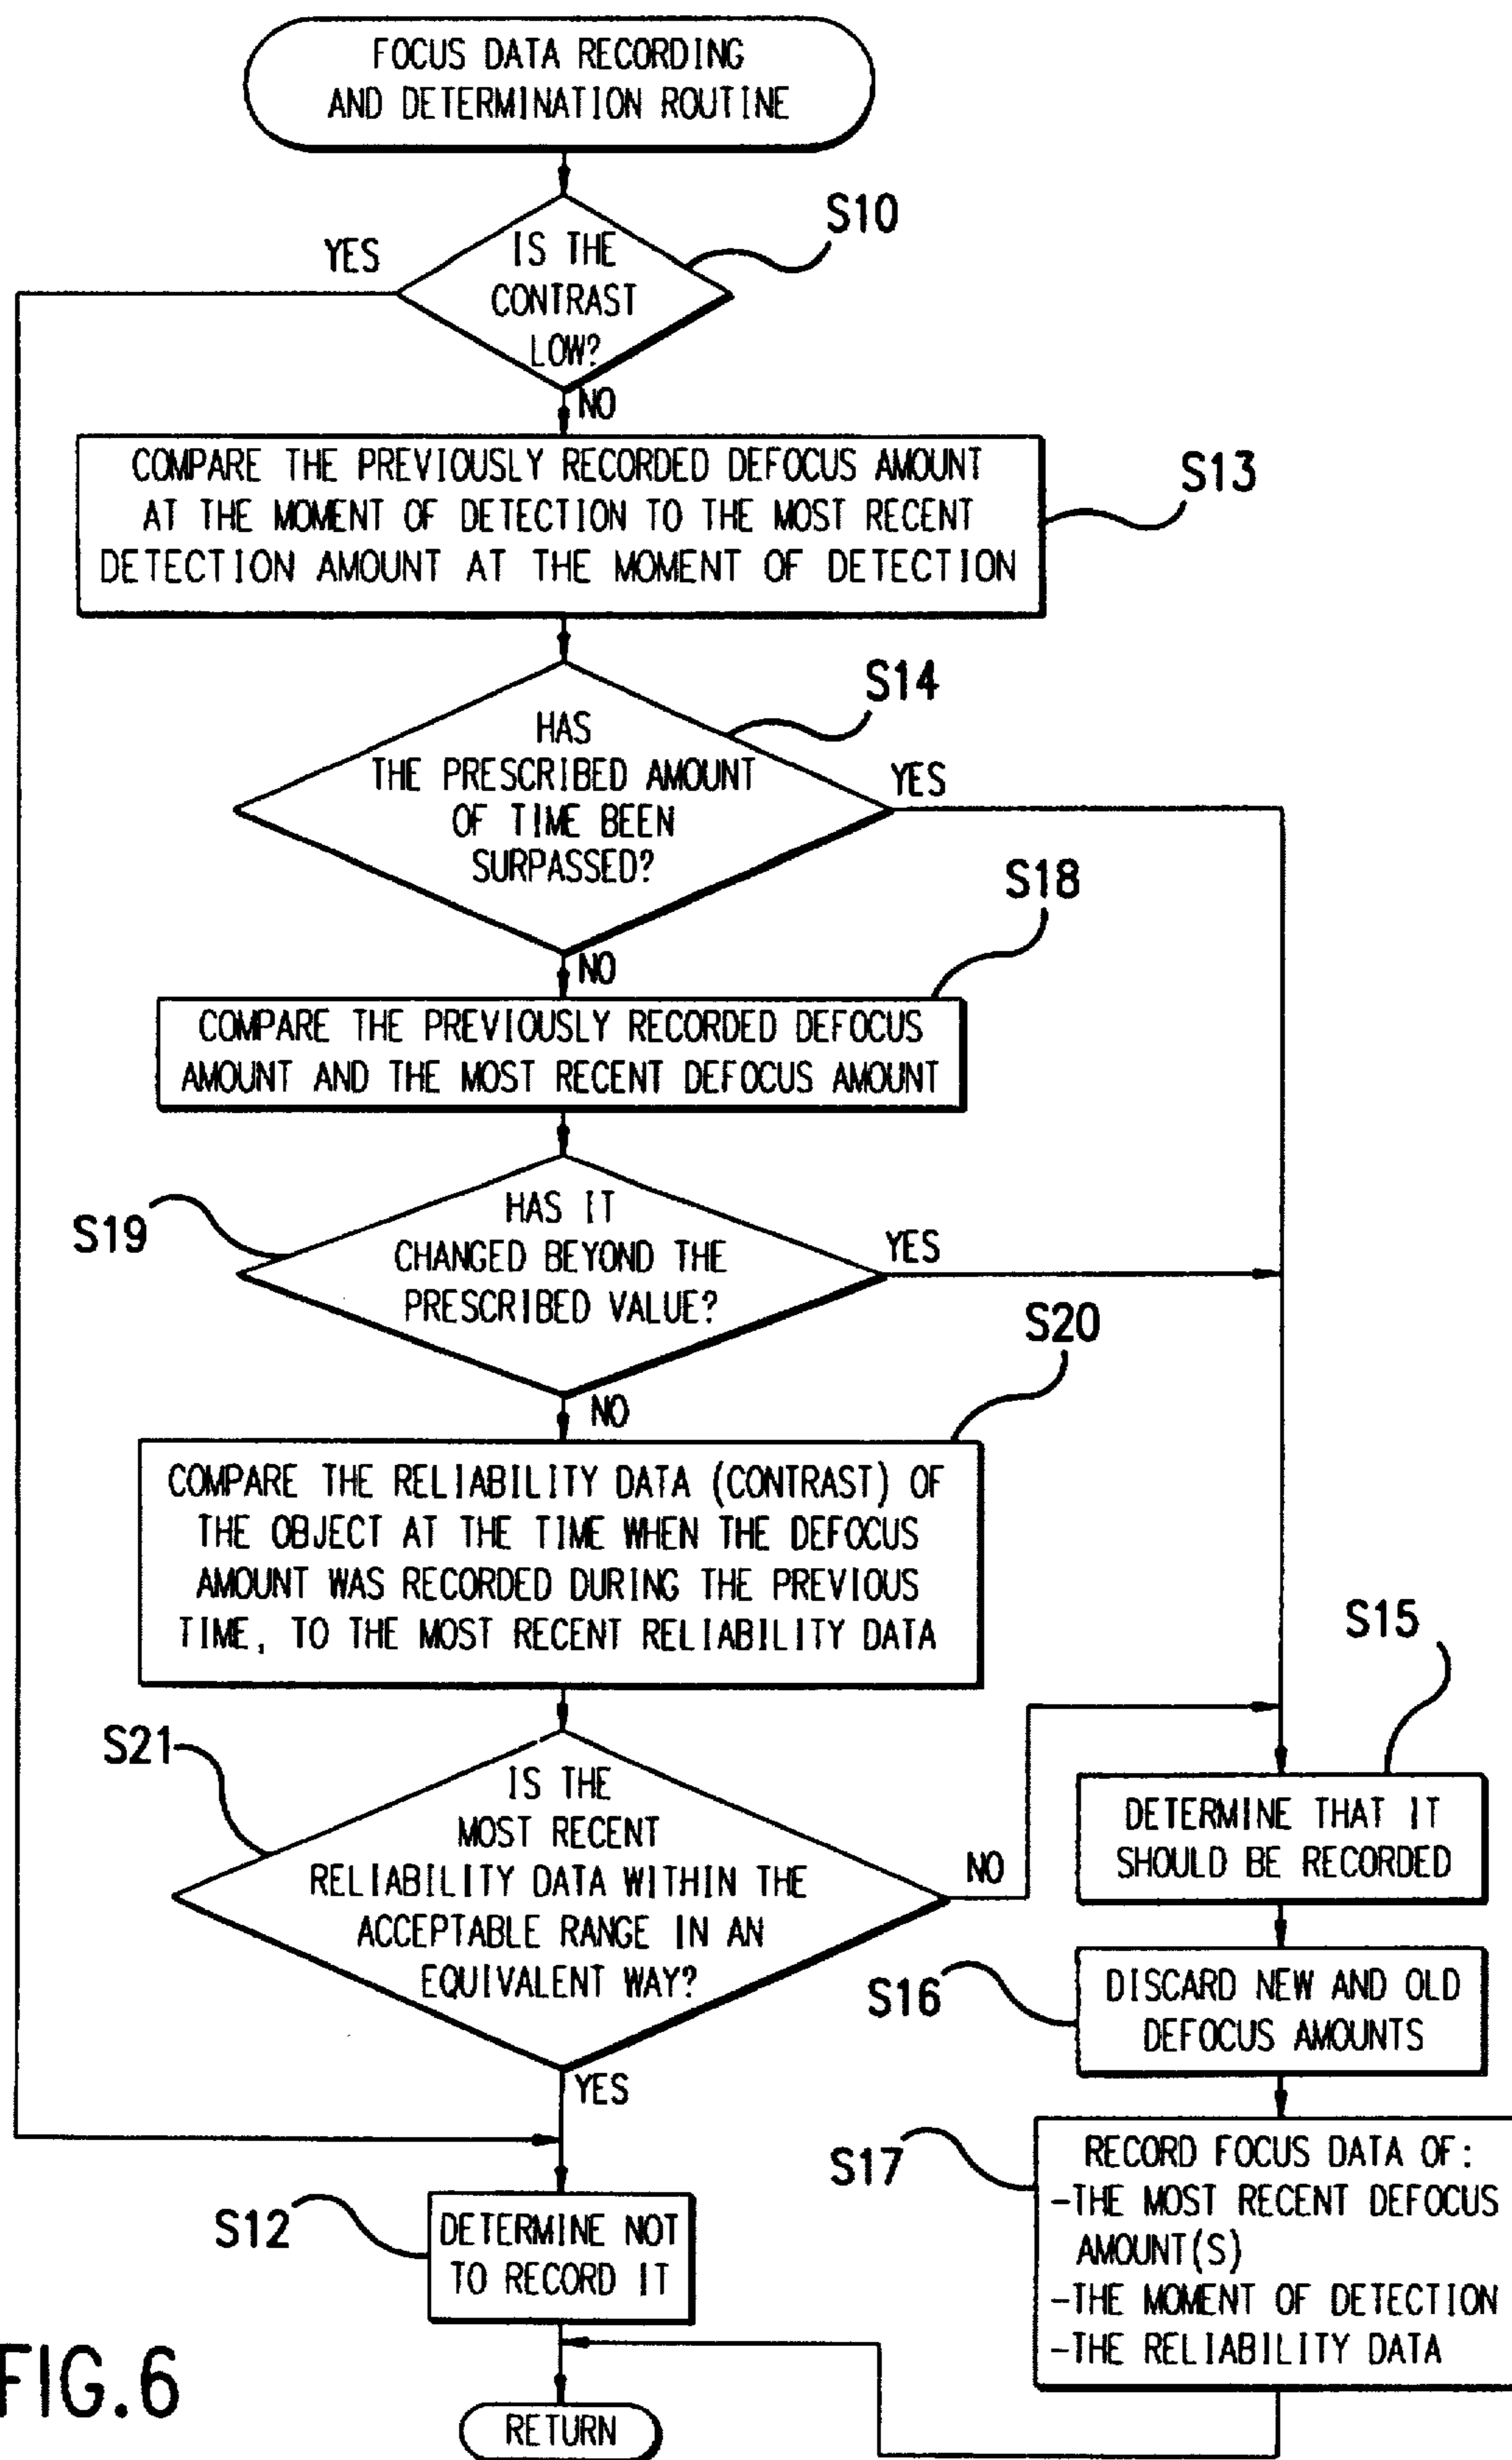 FOCUS DATA RECORDING
AND DETERMINATION ROUTINE
S10
YES
IS THE
CONTRAST
LOW?
NO
COMPARE THE PREVIOUSLY RECORDED DEFOCUS AMOUNT
AT THE MOMENT OF DETECTION TO THE MOST RECENT
DETECTION AMOUNT AT THE MOMENT OF DETECTION
S13
S14
HAS
THE PRESCRIBED AMOUNT
OF TIME BEEN
SURPASSED?
YES
S18
NO
COMPARE THE PREVIOUSLY RECORDED DEFOCUS
AMOUNT AND THE MOST RECENT DEFOCUS AMOUNT
S19
HAS IT
CHANGED BEYOND THE
PRESCRIBED VALUE?
YES
S20
NO
COMPARE THE RELIABILITY DATA (CONTRAST) OF
THE OBJECT AT THE TIME WHEN THE DEFOCUS
AMOUNT WAS RECORDED DURING THE PREVIOUS
TIME, TO THE MOST RECENT RELIABILITY DATA
S15
S21
IS THE
MOST RECENT
RELIABILITY DATA WITHIN THE
ACCEPTABLE RANGE IN AN
EQUIVALENT WAY?
NO
DETERMINE THAT IT
SHOULD BE RECORDED
S16
DISCARD NEW AND OLD
DEFOCUS AMOUNTS
YES
S17
RECORD FOCUS DATA OF:
-THE MOST RECENT DEFOCUS
AMOUNT(S)
-THE MOMENT OF DETECTION
-THE RELIABILITY DATA
S12
DETERMINE NOT
TO RECORD IT
RETURN
FIG.6